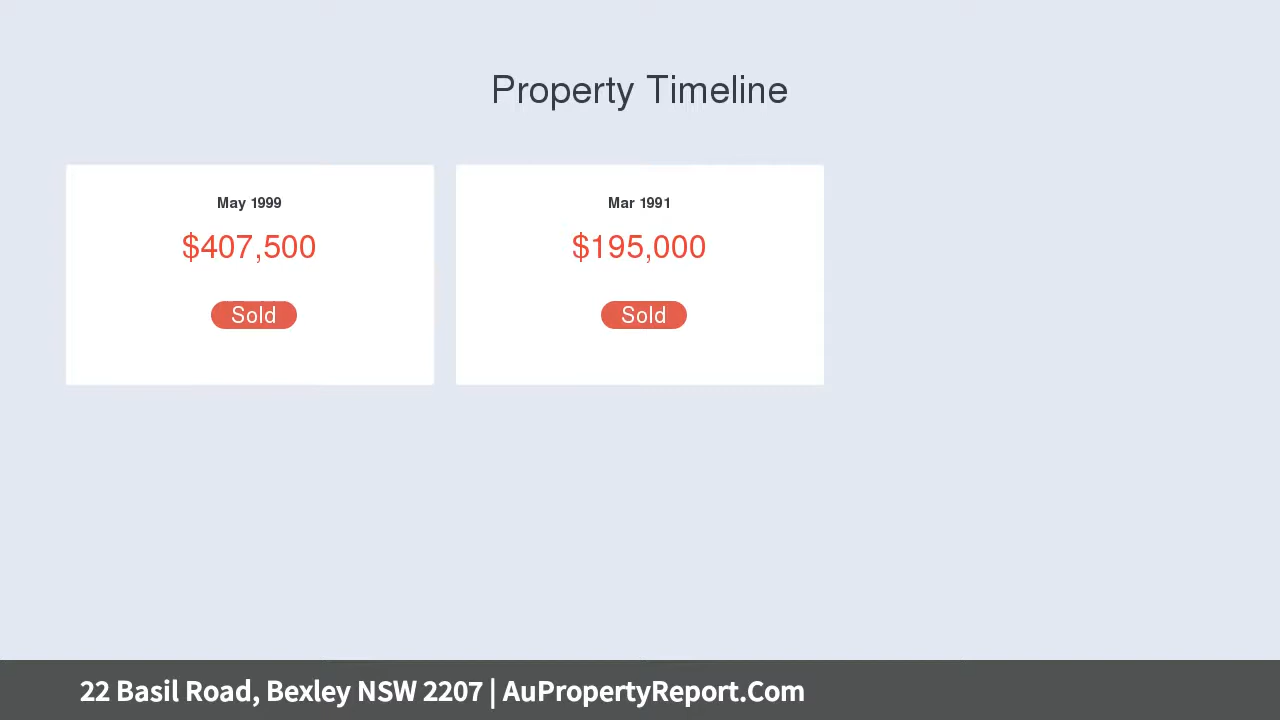 Property Timeline
May 1999
$407,500
Sold
Mar 1991
$195,000
Sold
22 Basil Road, Bexley NSW 2207 | AuPropertyReport.Com